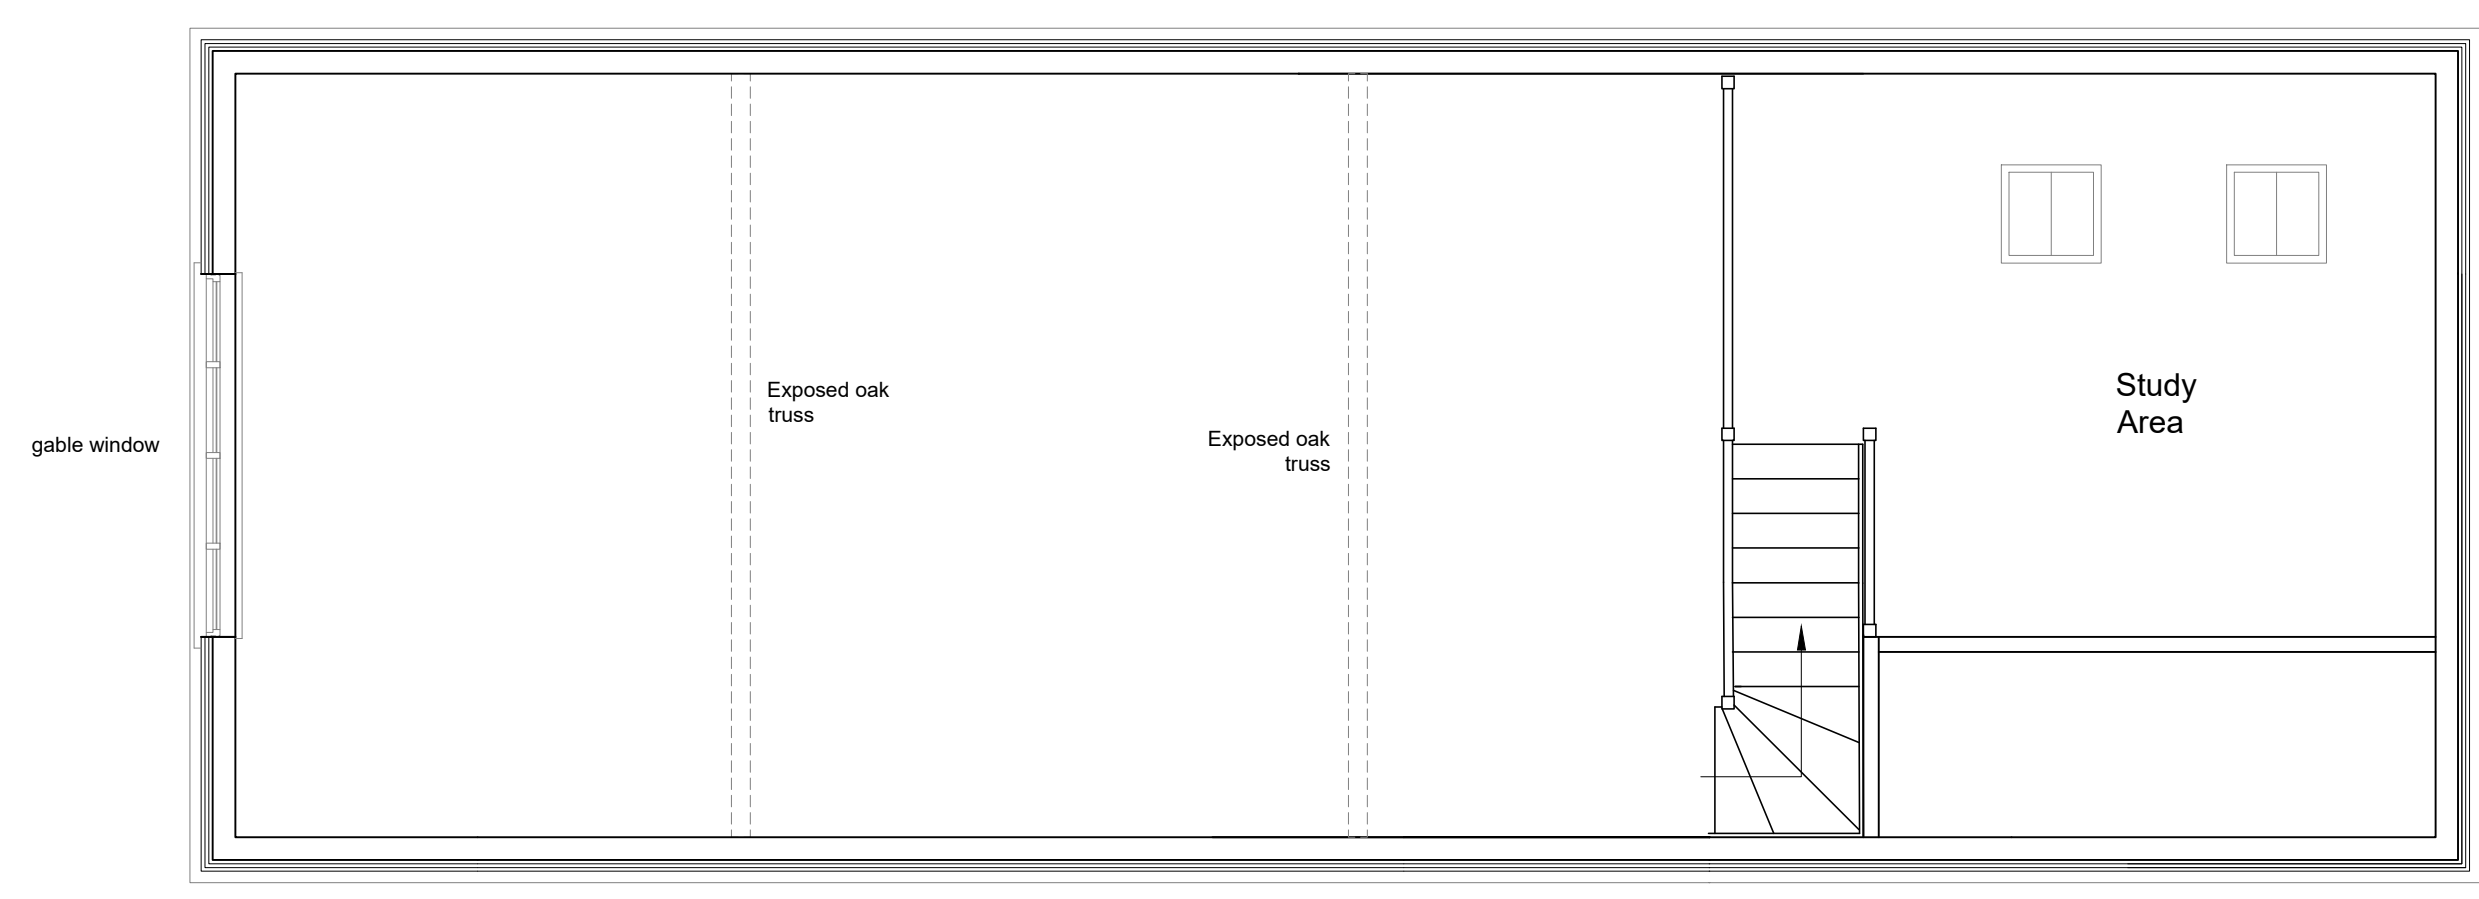 gable window
Exposed oak
truss
Exposed oak
truss
Study
Area